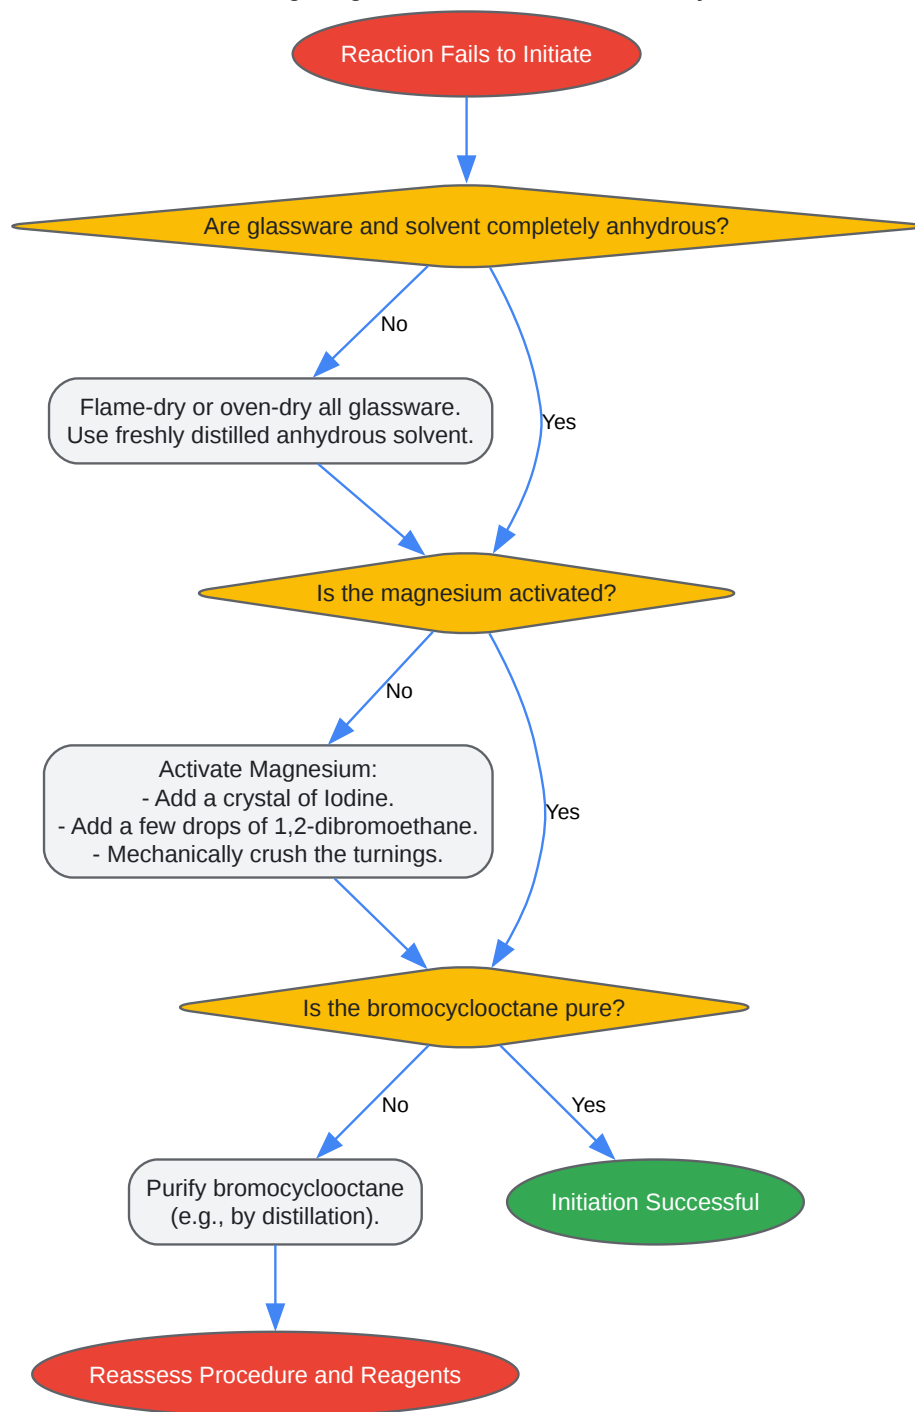 Reaction Fails to Initiate
Are glassware and solvent completely anhydrous?
No
Flame-dry or oven-dry all glassware.
Use freshly distilled anhydrous solvent.
Yes
Is the magnesium activated?
No
Activate Magnesium:
- Add a crystal of Iodine.
- Add a few drops of 1,2-dibromoethane.
- Mechanically crush the turnings.
Yes
Is the bromocyclooctane pure?
No
Yes
Purify bromocyclooctane
(e.g., by distillation).
Initiation Successful
Reassess Procedure and Reagents